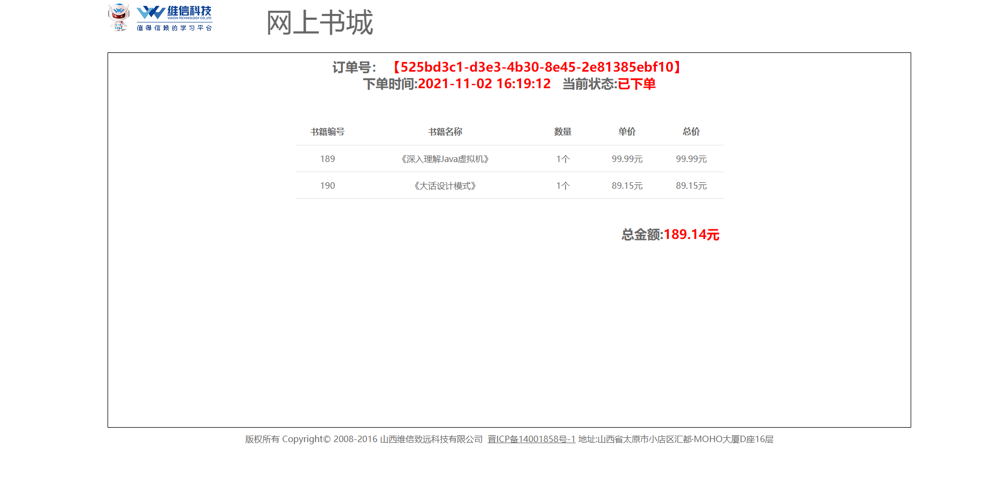 维信科技
VISION TECHNOLOGY CO.,LTD
值得信赖的学习平台
网上书城
订单号： 【525bd3c1-d3e3-4b30-8e45-2e81385ebf10】
下单时间:2021-11-02 16:19:12 当前状态:已下单
书籍编号 书籍名称 数量 单价 总价
189 《深入理解Java虚拟机》 1个 99.99元 99.99元
190 《大话设计模式》 1个 89.15元 89.15元
总金额:189.14元
版权所有 Copyright© 2008-2016 山西维信致远科技有限公司 晋ICP备14001858号-1 地址:山西省太原市小店区汇都·MOHO大厦D座16层